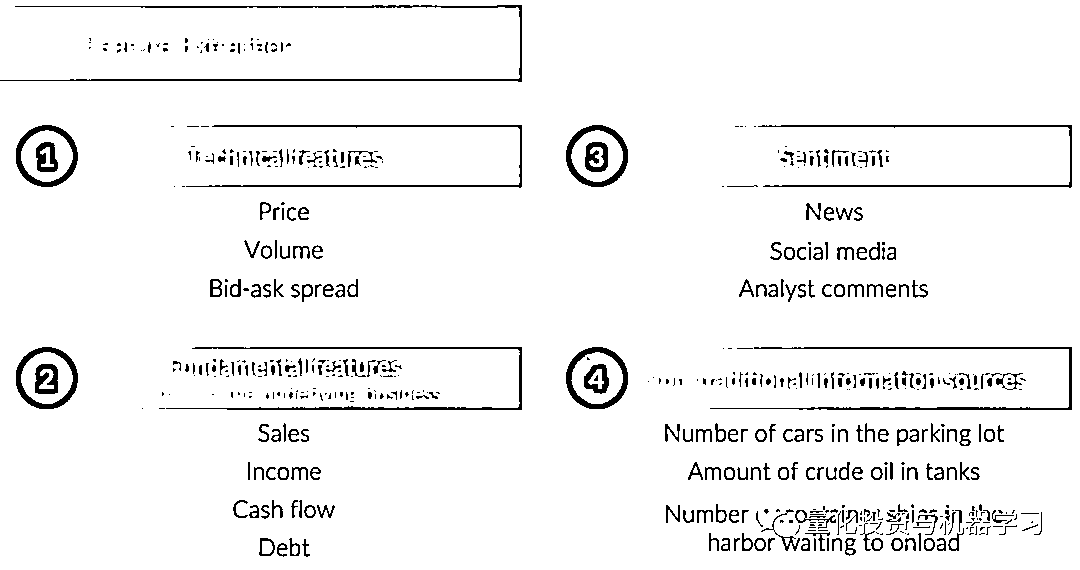 Feature Extraction
1
Technical features
Price
Volume
Bid-ask spread
2
Fundamental features
underlying business
Sales
Income
Cash flow
Debt
3
Sentiment
News
Social media
Analyst comments
4
traditional information sources
Number of cars in the parking lot
Amount of crude oil in tanks
Number container ships in the
harbor waiting to onload
量化投资与机器学习